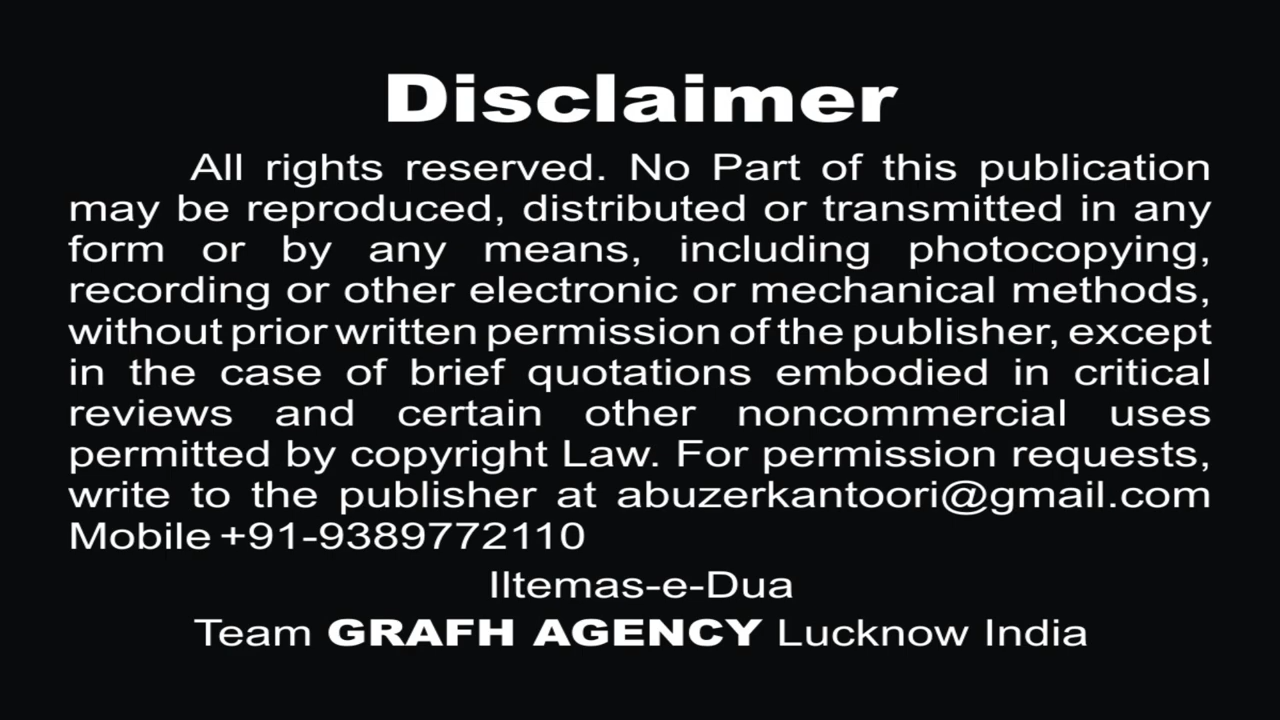 Disclaimer
All rights reserved. No Part of this publication
may be reproduced, distributed or transmitted in any
form or by any means, including photocopying,
recording or other electronic or mechanical methods,
without prior written permission of the publisher, except
in the case of brief quotations embodied in critical
reviews and certain other noncommercial uses
permitted by copyright Law. For permission requests,
write to the publisher at abuzerkantoori@gmail.com
Mobile +91-9389772110
IItemas-e-Dua
Team GRAFH AGENCY Lucknow India